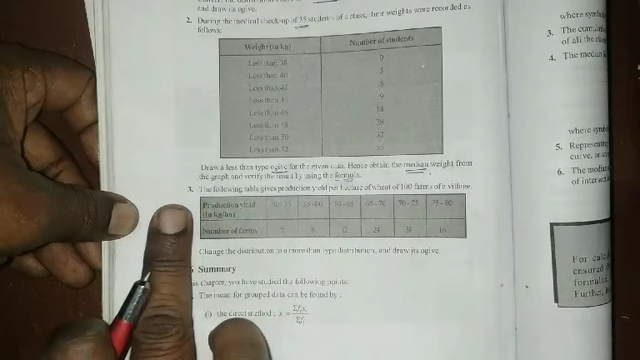 and draw its ogive.
2. During the medical check-up of 35 students of a class, their weights were recorded as
follows:
Weight (in kg) Number of students
Less than 38 0
Less than 40 3
Less than 42 5
Less than 44 9
Less than 46 14
Less than 48 28
Less than 50 32
Less than 52 35
Draw a less than type ogive for the given data. Hence obtain the median weight from
the graph and verify the result by using the formula.
3. The following table gives production yield per hectare of wheat of 100 farms of a village.
Production yield 50-55 55-60 60-65 65-70 70-75 75-80
(in kg/ha)
Number of farms 2 8 12 24 38 16
Change the distribution to a more than type distribution, and draw its ogive.
Summary
chapter, you have studied the following points:
The mean for grouped data can be found by :
(i) the direct method : x̄ = Σfᵢxᵢ / Σfᵢ
where symb
3. The cumu
of all the
4. The median
where symb
5. Representing
curve,
6. The median
of intersec
For calc
ensured
formula
Further,